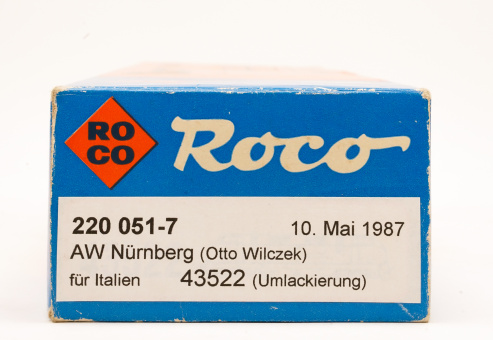 RO
CO
Roco
220 051-7 10. Mai 1987
AW Nürnberg (Otto Wilczek)
für Italien 43522 (Umlackierung)